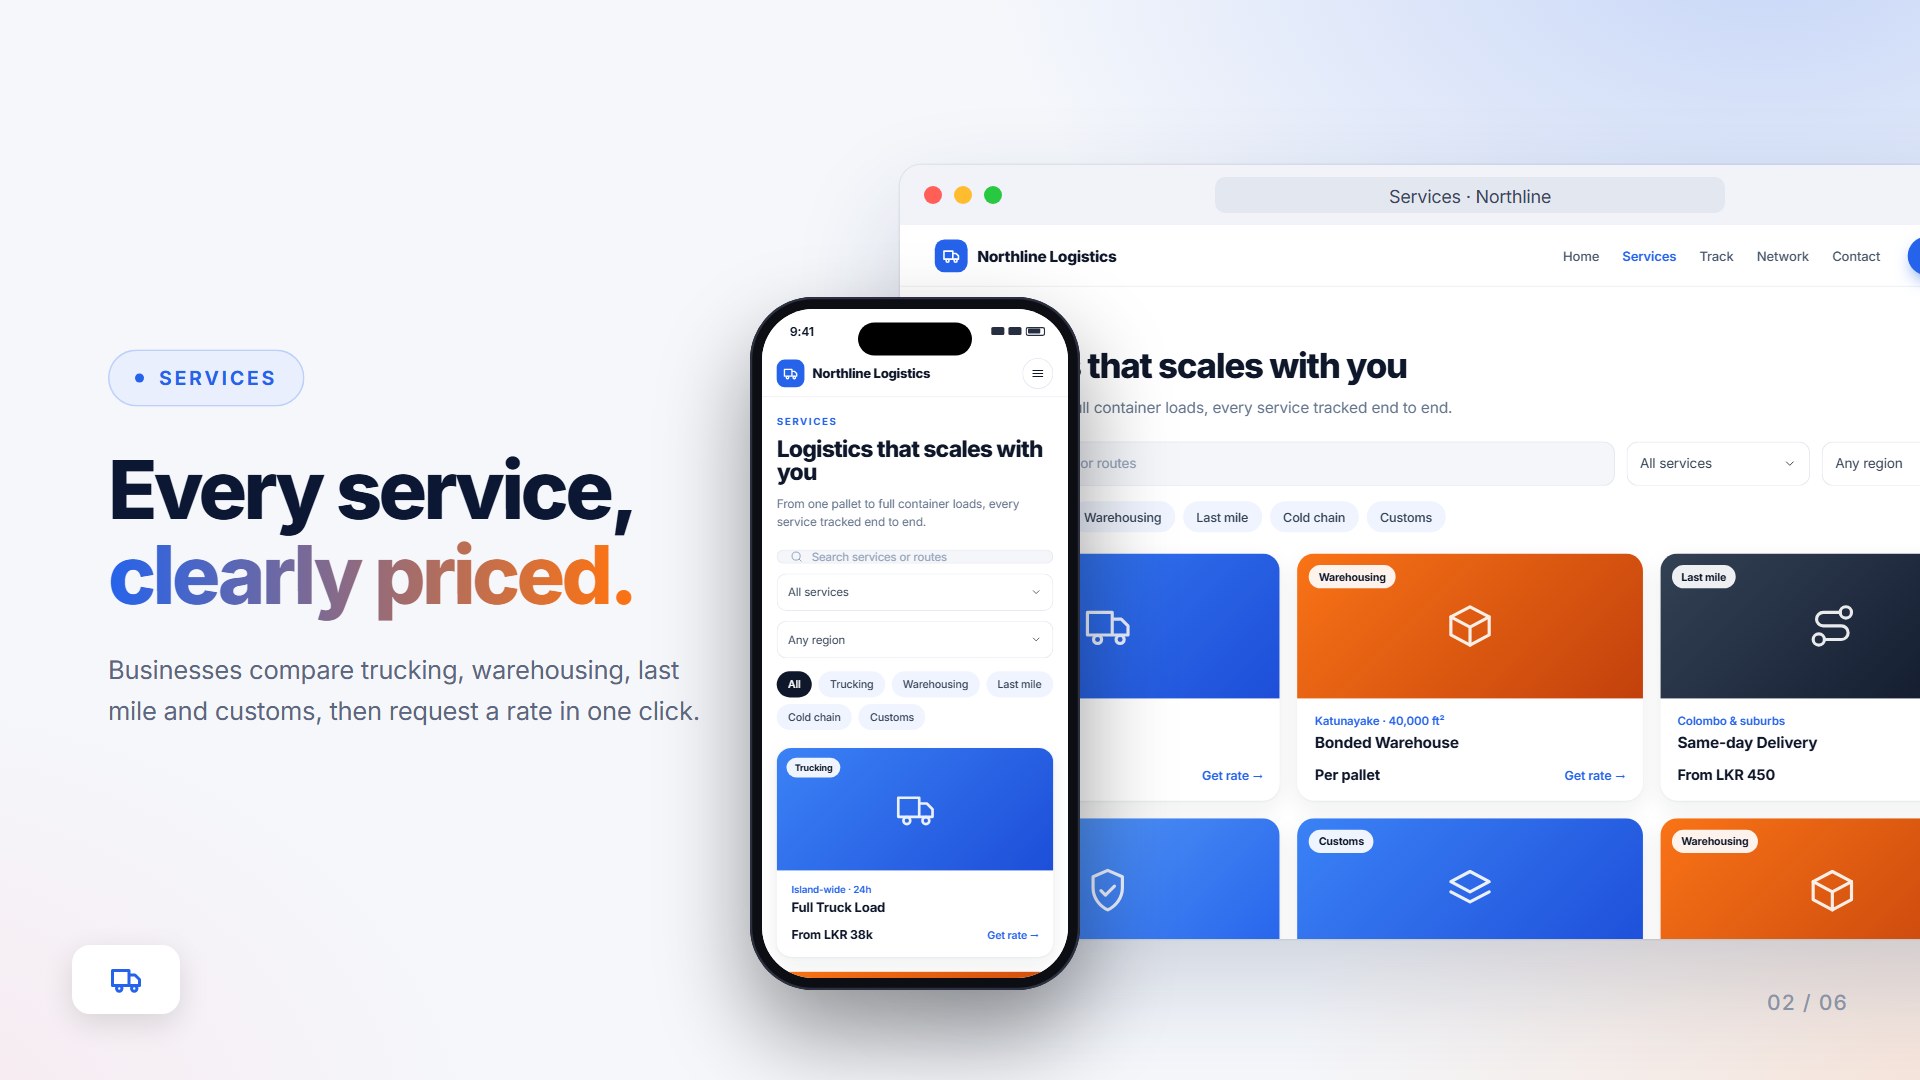 SERVICES
Every service,
clearly priced.
Businesses compare trucking, warehousing, last
mile and customs, then request a rate in one click.
9:41
Northline Logistics
SERVICES
Logistics that scales with
you
From one pallet to full container loads, every
service tracked end to end.
Search services or routes
All services
Any region
All Trucking Warehousing Last mile
Cold chain Customs
Trucking
Island-wide · 24h
Full Truck Load
From LKR 38k Get rate →
Services · Northline
Northline Logistics Home Services Track Network Contact
that scales with you
container loads, every service tracked end to end.
or routes All services Any region
Warehousing Last mile Cold chain Customs
Get rate →
Warehousing
Katunayake · 40,000 ft²
Bonded Warehouse
Per pallet Get rate →
Last mile
Colombo & suburbs
Same-day Delivery
From LKR 450
Customs
Warehousing
02 / 06